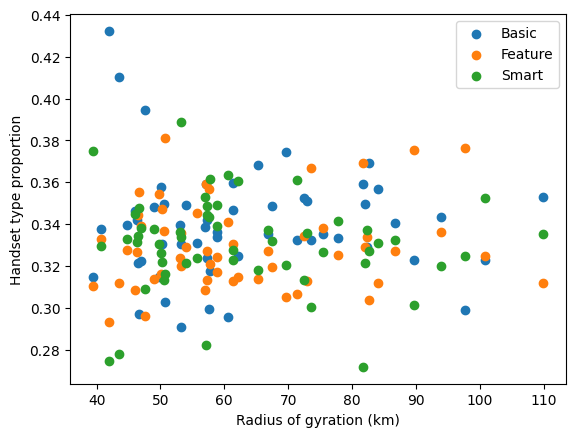 0.44
0.42
0.40
0.38
0.36
0.34
0.32
0.30
0.28
Handset type proportion
Basic
Feature
Smart
40 50 60 70 80 90 100 110
Radius of gyration (km)